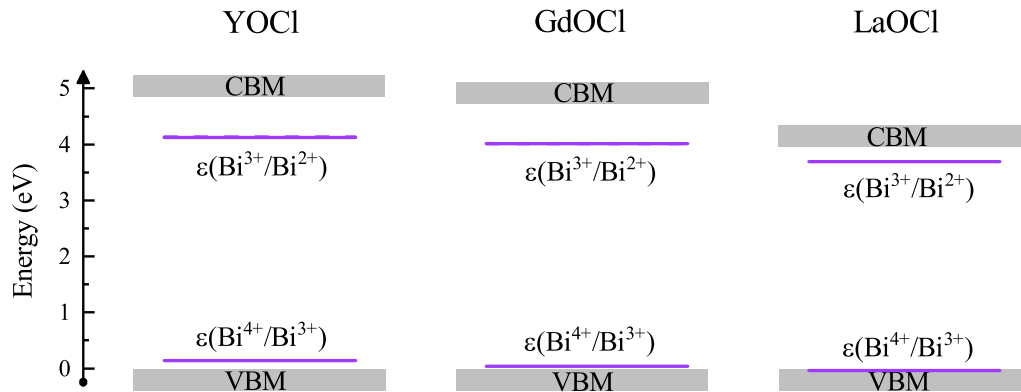 YOCl GdOCl LaOCl
5 CBM CBM
4 CBM
ε(Bi³⁺/Bi²⁺) ε(Bi³⁺/Bi²⁺) ε(Bi³⁺/Bi²⁺)
3
Energy (eV)
2
1
ε(Bi⁴⁺/Bi³⁺) ε(Bi⁴⁺/Bi³⁺) ε(Bi⁴⁺/Bi³⁺)
0 VBM VBM VBM